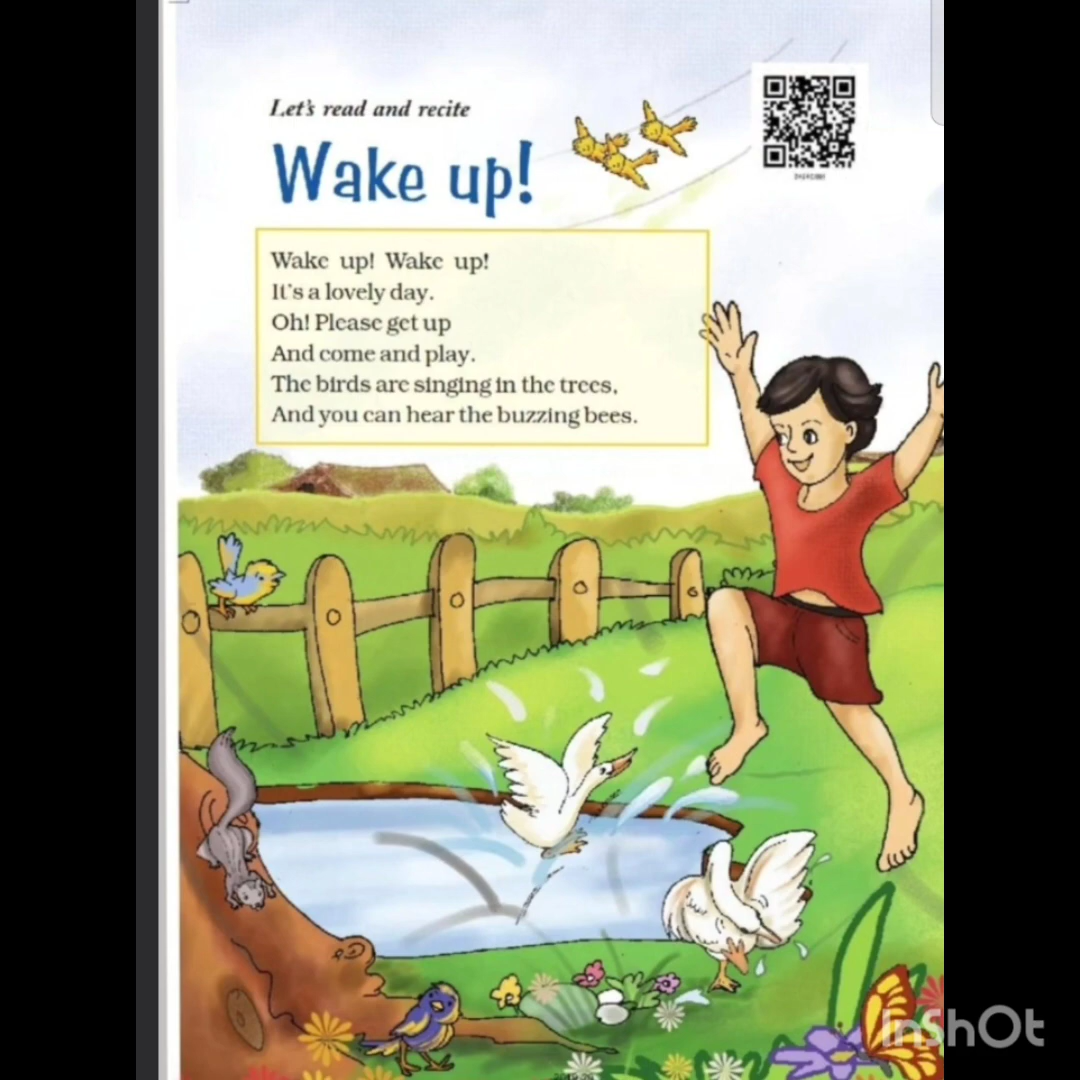 Let's read and recite
Wake up!
Wake up! Wake up!
It's a lovely day.
Oh! Please get up
And come and play.
The birds are singing in the trees,
And you can hear the buzzing bees.
InShOt